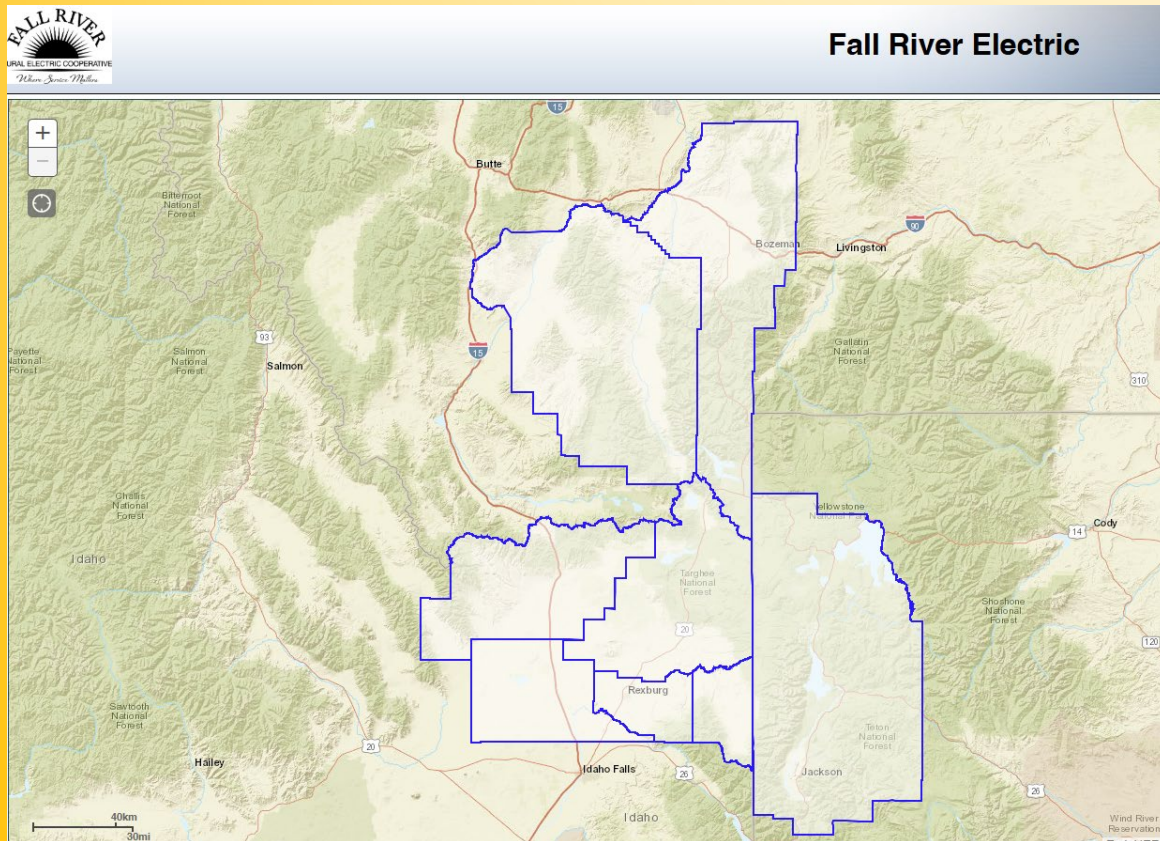 FALL RIVER
URAL ELECTRIC COOPERATIVE
Where Service Matters
Fall River Electric
+
−
15
Butte
Bitterroot
National
Forest
Bozeman
Livingston
90
93
Salmon
National
Forest
Salmon
15
Gallatin
National
Forest
310
Payette
National
Forest
Challis
National
Forest
Idaho
Yellowstone
14
Cody
Targhee
National
Forest
20
Shoshone
National
Forest
120
Rexburg
Sawtooth
National
Forest
20
Hailey
Idaho Falls
26
Teton
National
Forest
Jackson
26
Idaho
40km
30mi
Wind River
Reservation